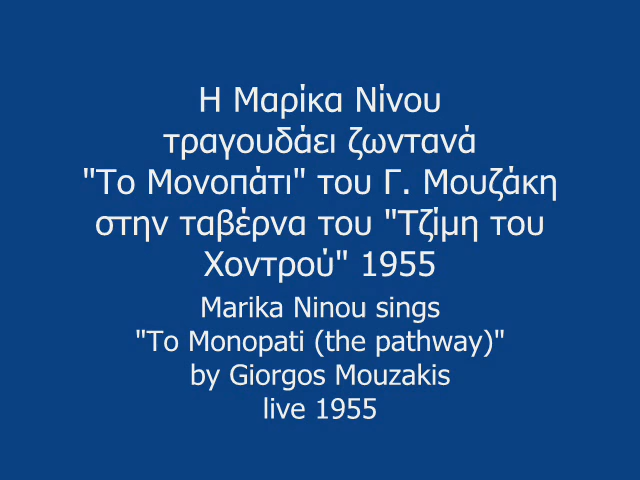 Η Μαρίκα Νίνου
τραγουδάει ζωντανά
"Το Μονοπάτι" του Γ. Μουζάκη
στην ταβέρνα του "Τζίμη του
Χοντρού" 1955
Marika Ninou sings
"To Monopati (the pathway)"
by Giorgos Mouzakis
live 1955